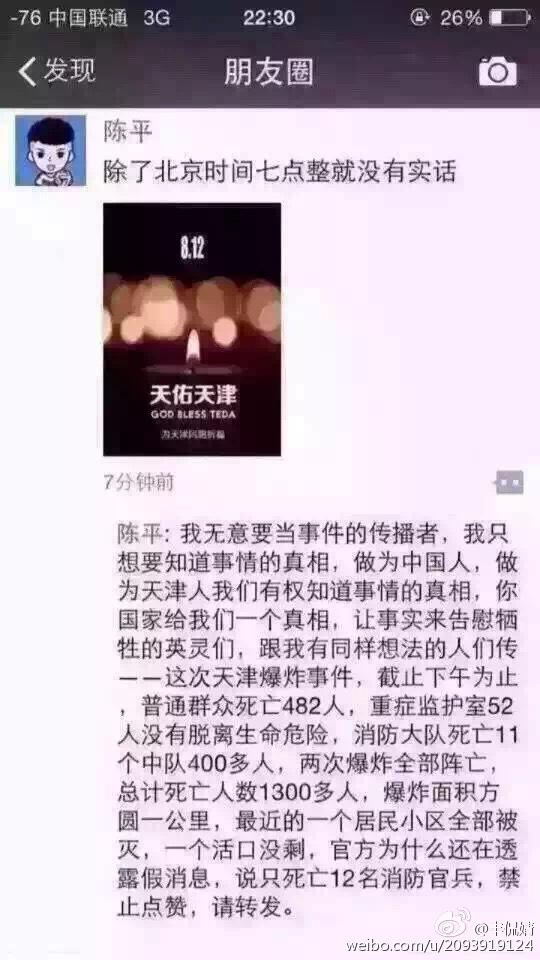 -76 中国联通 3G 22:30 26%
发现 朋友圈
陈平
除了北京时间七点整就没有实话
8.12
天佑天津
GOD BLESS TEDA
7分钟前
陈平: 我无意要当事件的传播者，我只
想要知道事情的真相，做为中国人，做
为天津人我们有权知道事情的真相，你
国家给我们一个真相，让事实来告慰牺
牲的英灵们，跟我有同样想法的人们传
——这次天津爆炸事件，截止下午为止
，普通群众死亡482人，重症监护室52
人没有脱离生命危险，消防大队死亡11
个中队400多人，两次爆炸全部阵亡，
总计死亡人数1300多人，爆炸面积方
圆一公里，最近的一个居民小区全部被
灭，一个活口没剩，官方为什么还在透
露假消息，说只死亡12名消防官兵，禁
止点赞，请转发。
weibo.com/u/2093919124